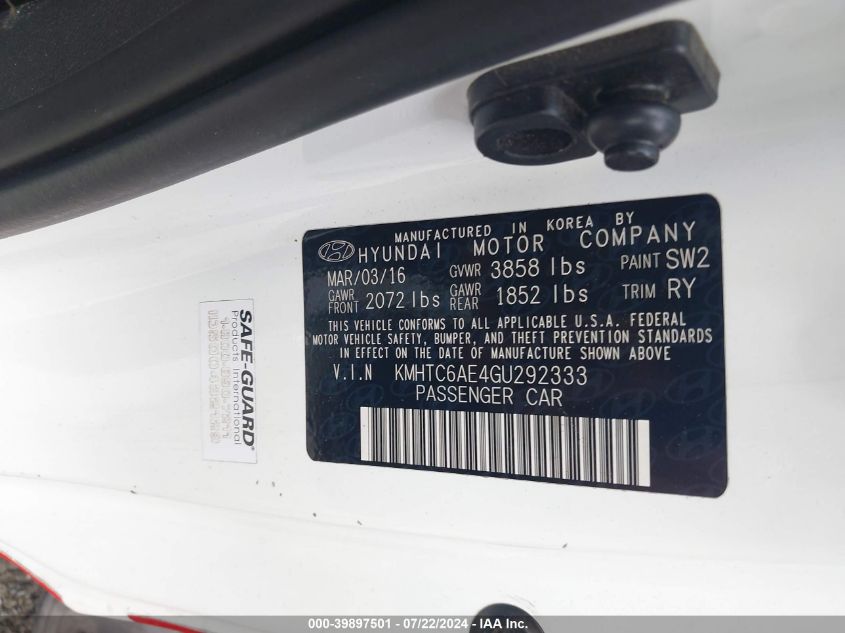 MANUFACTURED IN KOREA BY
HYUNDAI MOTOR COMPANY
MAR/03/16 GVWR 3858 lbs PAINT SW2
GAWR FRONT 2072 lbs GAWR REAR 1852 lbs TRIM RY
THIS VEHICLE CONFORMS TO ALL APPLICABLE U.S.A. FEDERAL
MOTOR VEHICLE SAFETY, BUMPER, AND THEFT PREVENTION STANDARDS
IN EFFECT ON THE DATE OF MANUFACTURE SHOWN ABOVE
V.I.N KMHTC6AE4GU292333
PASSENGER CAR
SAFE-GUARD®
Products International
000-39897501 - 07/22/2024 - IAA, Inc.